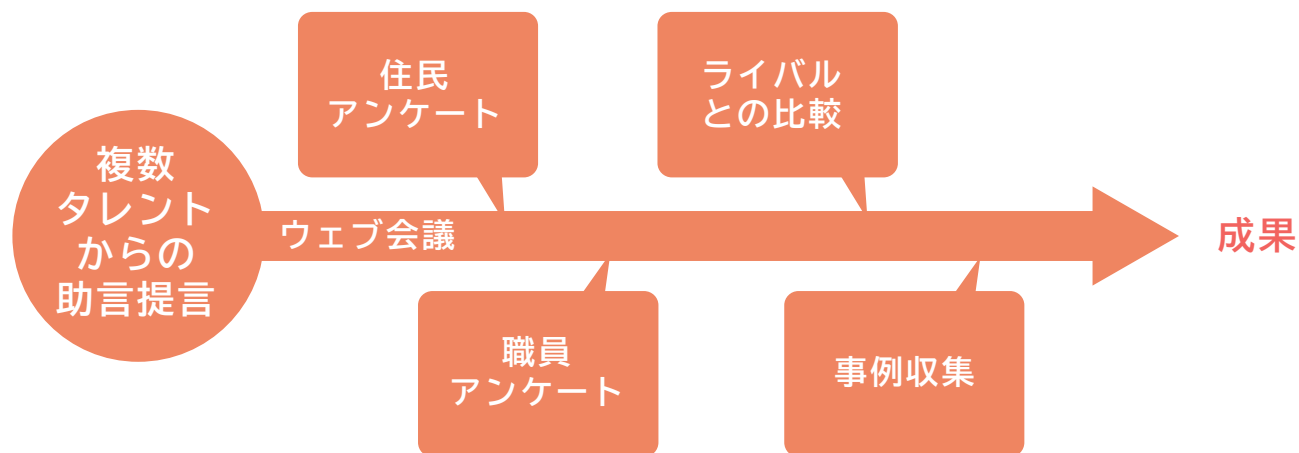 複数
タレント
からの
助言提言
ウェブ会議
住民
アンケート
職員
アンケート
ライバル
との比較
事例収集
成果